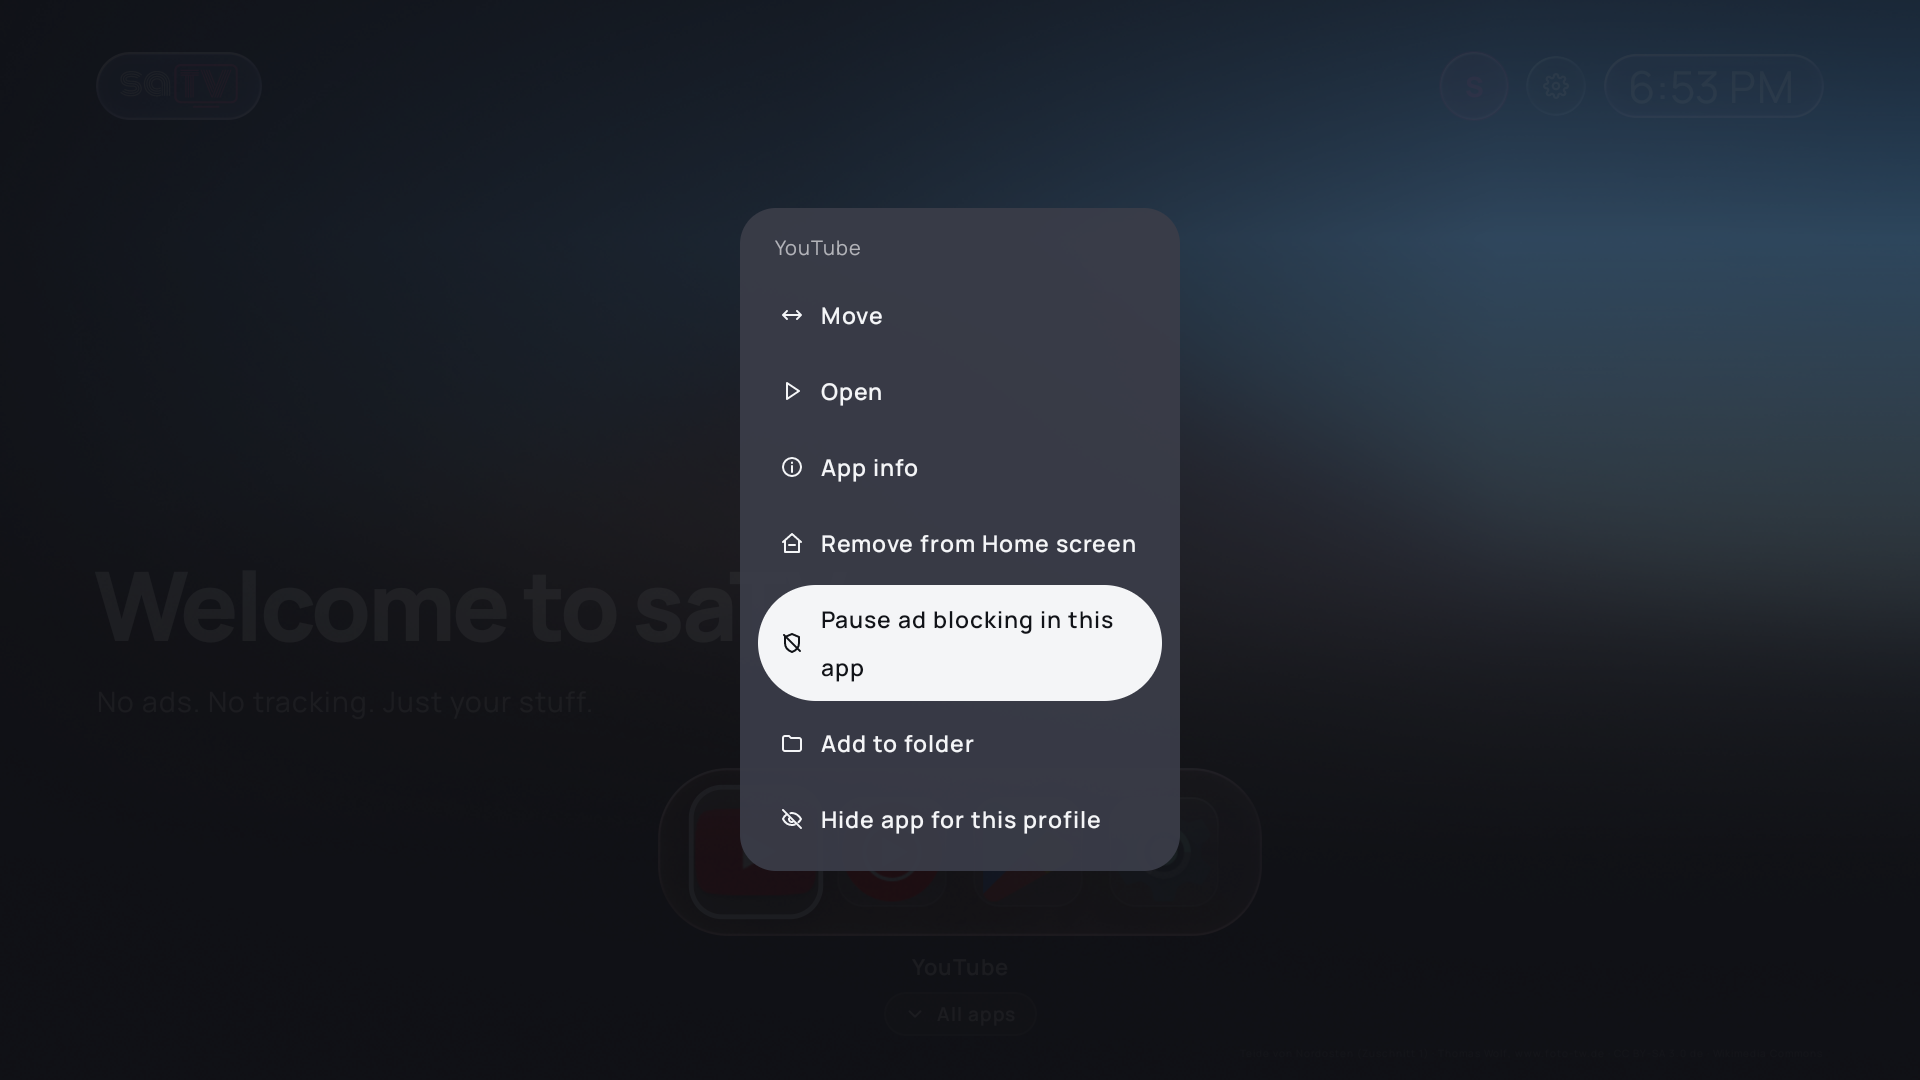 saTV
S
6:53 PM
YouTube
Move
Open
App info
Remove from Home screen
Pause ad blocking in this
app
Add to folder
Hide app for this profile
Welcome to sa
No ads. No tracking. Just your stuff.
YouTube
All apps